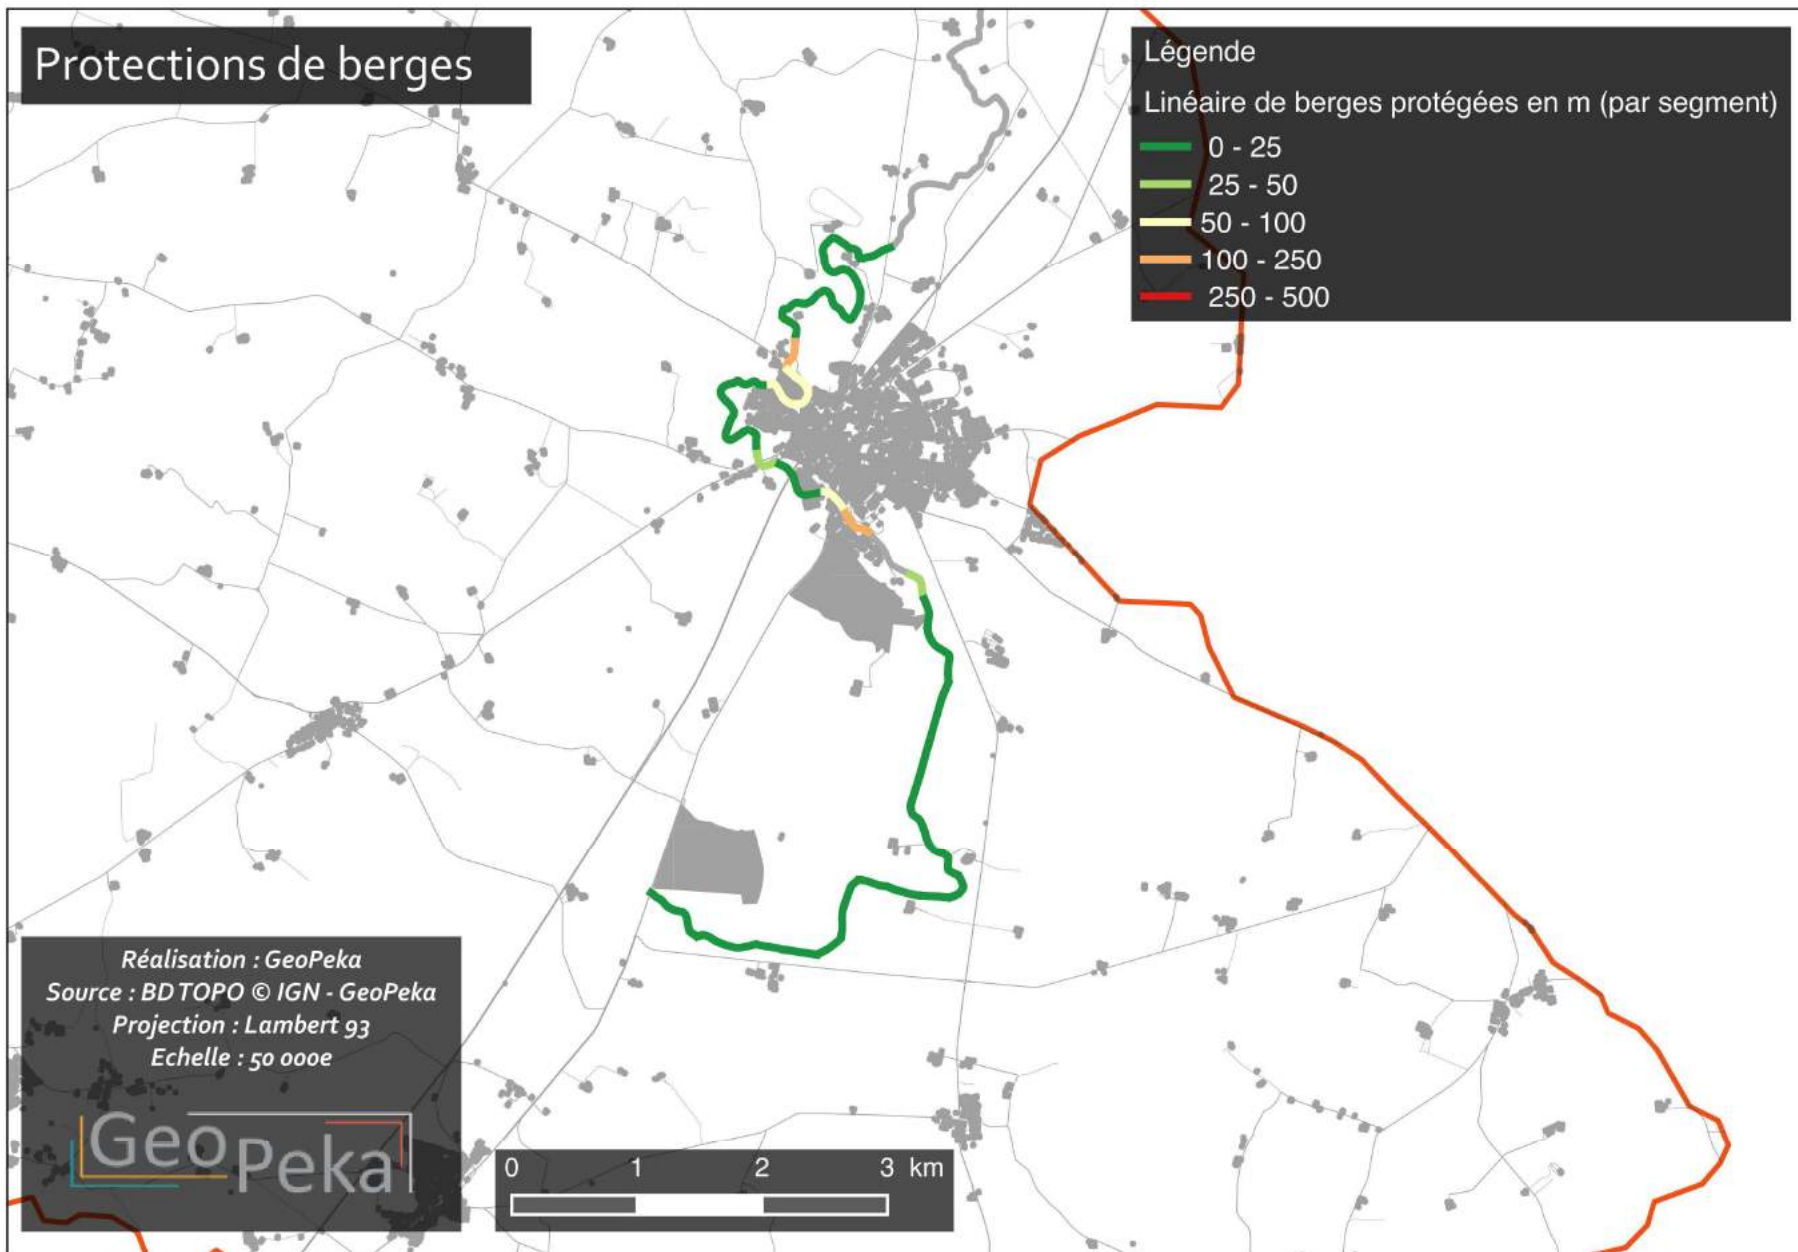 Protections de berges
Légende
Linéaire de berges protégées en m (par segment)
0 - 25
25 - 50
50 - 100
100 - 250
250 - 500
Réalisation : GeoPeka
Source : BD TOPO © IGN - GeoPeka
Projection : Lambert 93
Echelle : 50 000e
GeoPeka
0 1 2 3 km